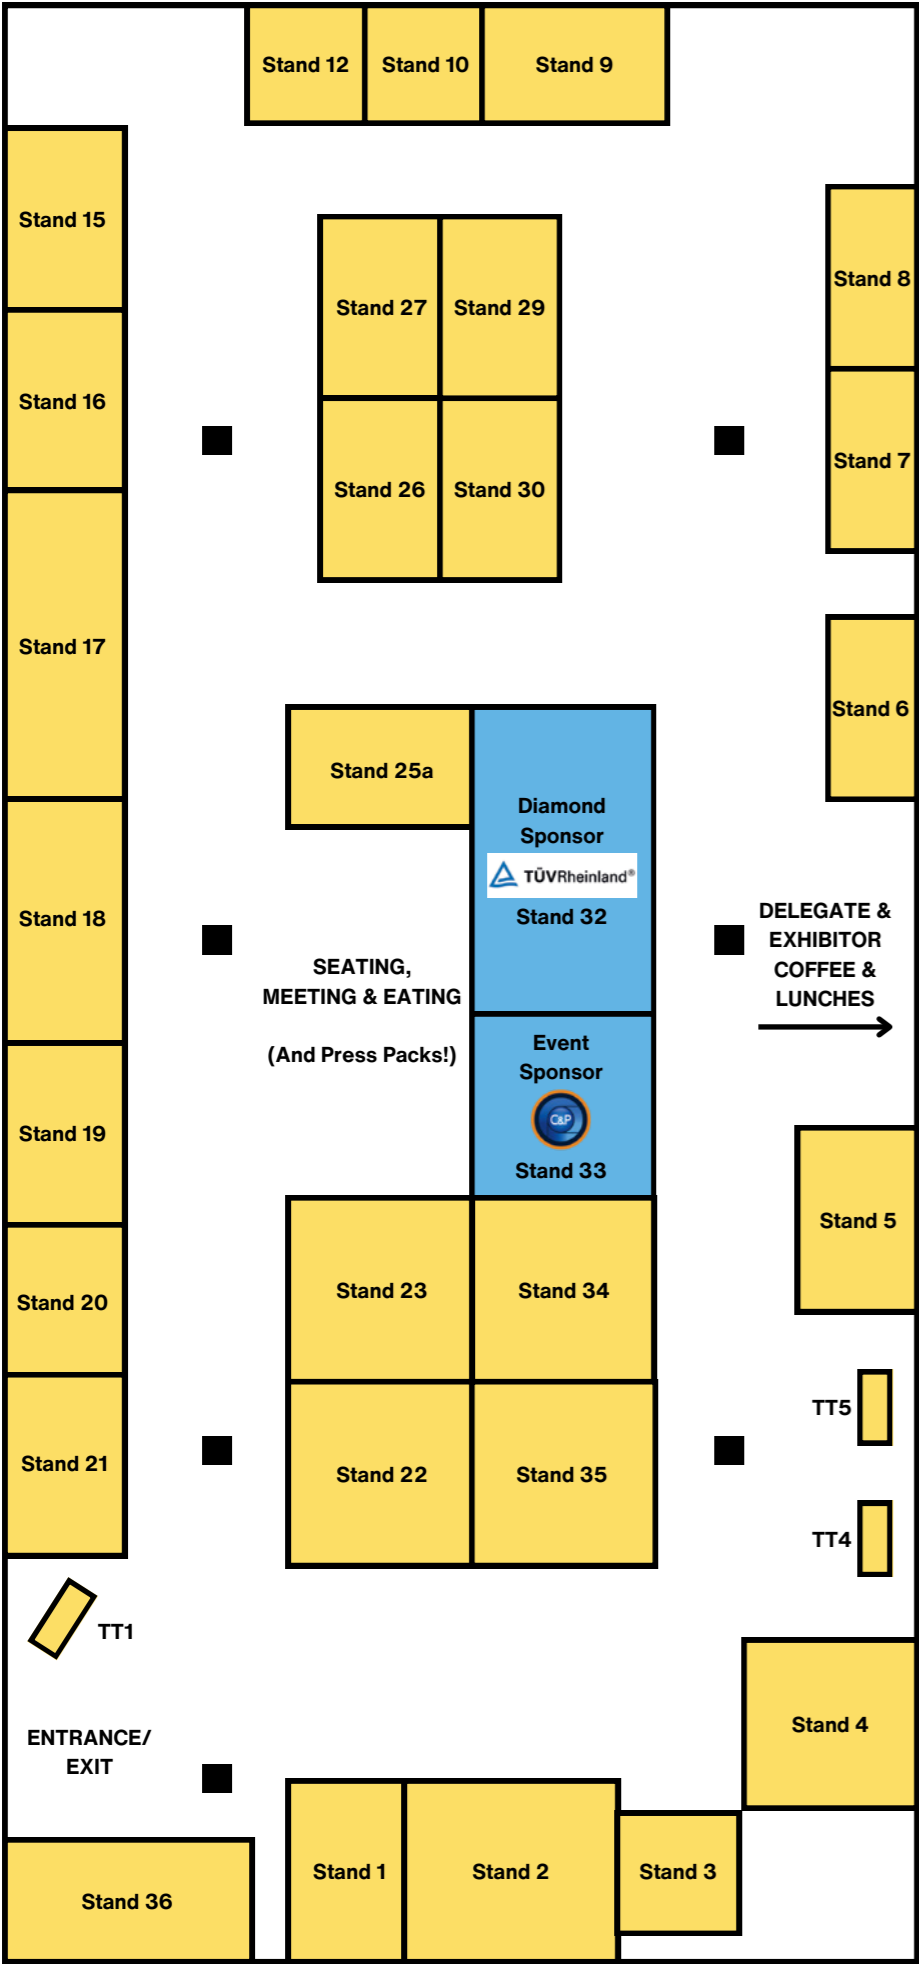 Stand 12
Stand 10
Stand 9
Stand 15
Stand 8
Stand 27
Stand 29
Stand 16
Stand 7
Stand 26
Stand 30
Stand 17
Stand 6
Stand 25a
Diamond
Sponsor
TÜVRheinland®
Stand 32
Stand 18
DELEGATE &
EXHIBITOR
COFFEE &
LUNCHES
SEATING,
MEETING & EATING
(And Press Packs!)
Event
Sponsor
C&P
Stand 33
Stand 19
Stand 5
Stand 23
Stand 34
Stand 20
TT5
Stand 21
Stand 22
Stand 35
TT4
TT1
ENTRANCE/
EXIT
Stand 4
Stand 1
Stand 2
Stand 3
Stand 36